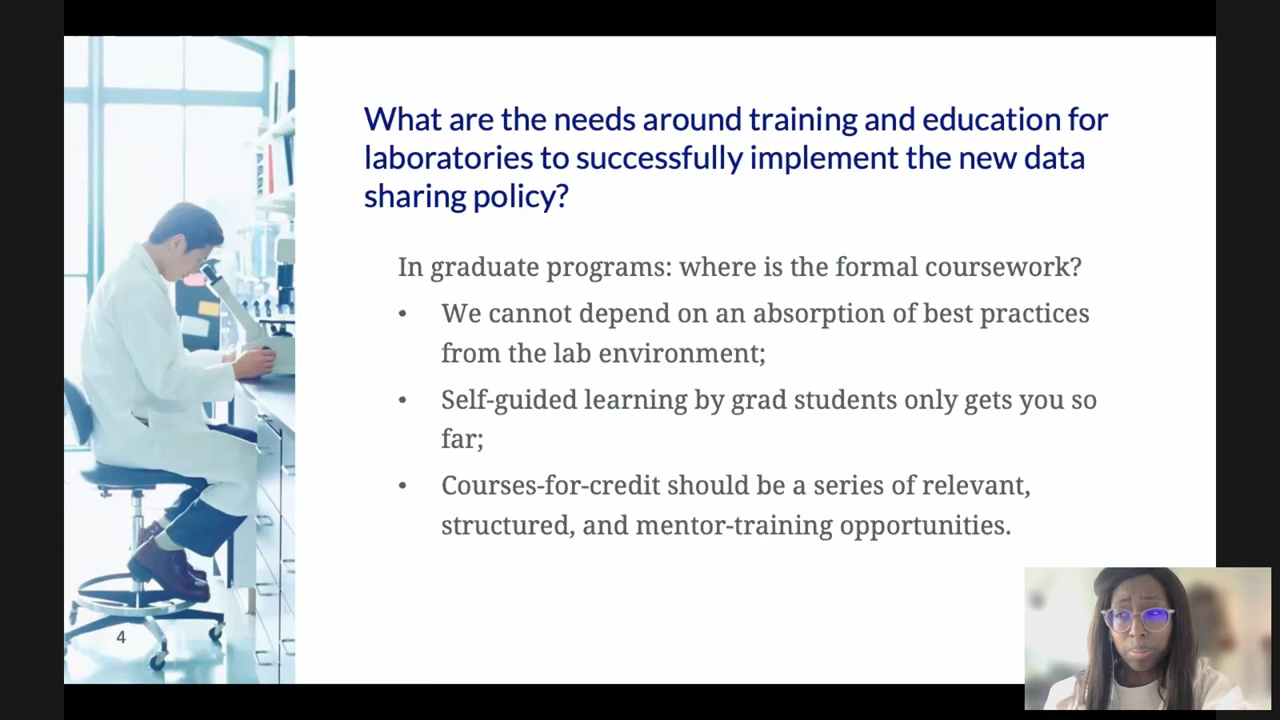 What are the needs around training and education for
laboratories to successfully implement the new data
sharing policy?
In graduate programs: where is the formal coursework?
• We cannot depend on an absorption of best practices
from the lab environment;
• Self-guided learning by grad students only gets you so
far;
• Courses-for-credit should be a series of relevant,
structured, and mentor-training opportunities.
4